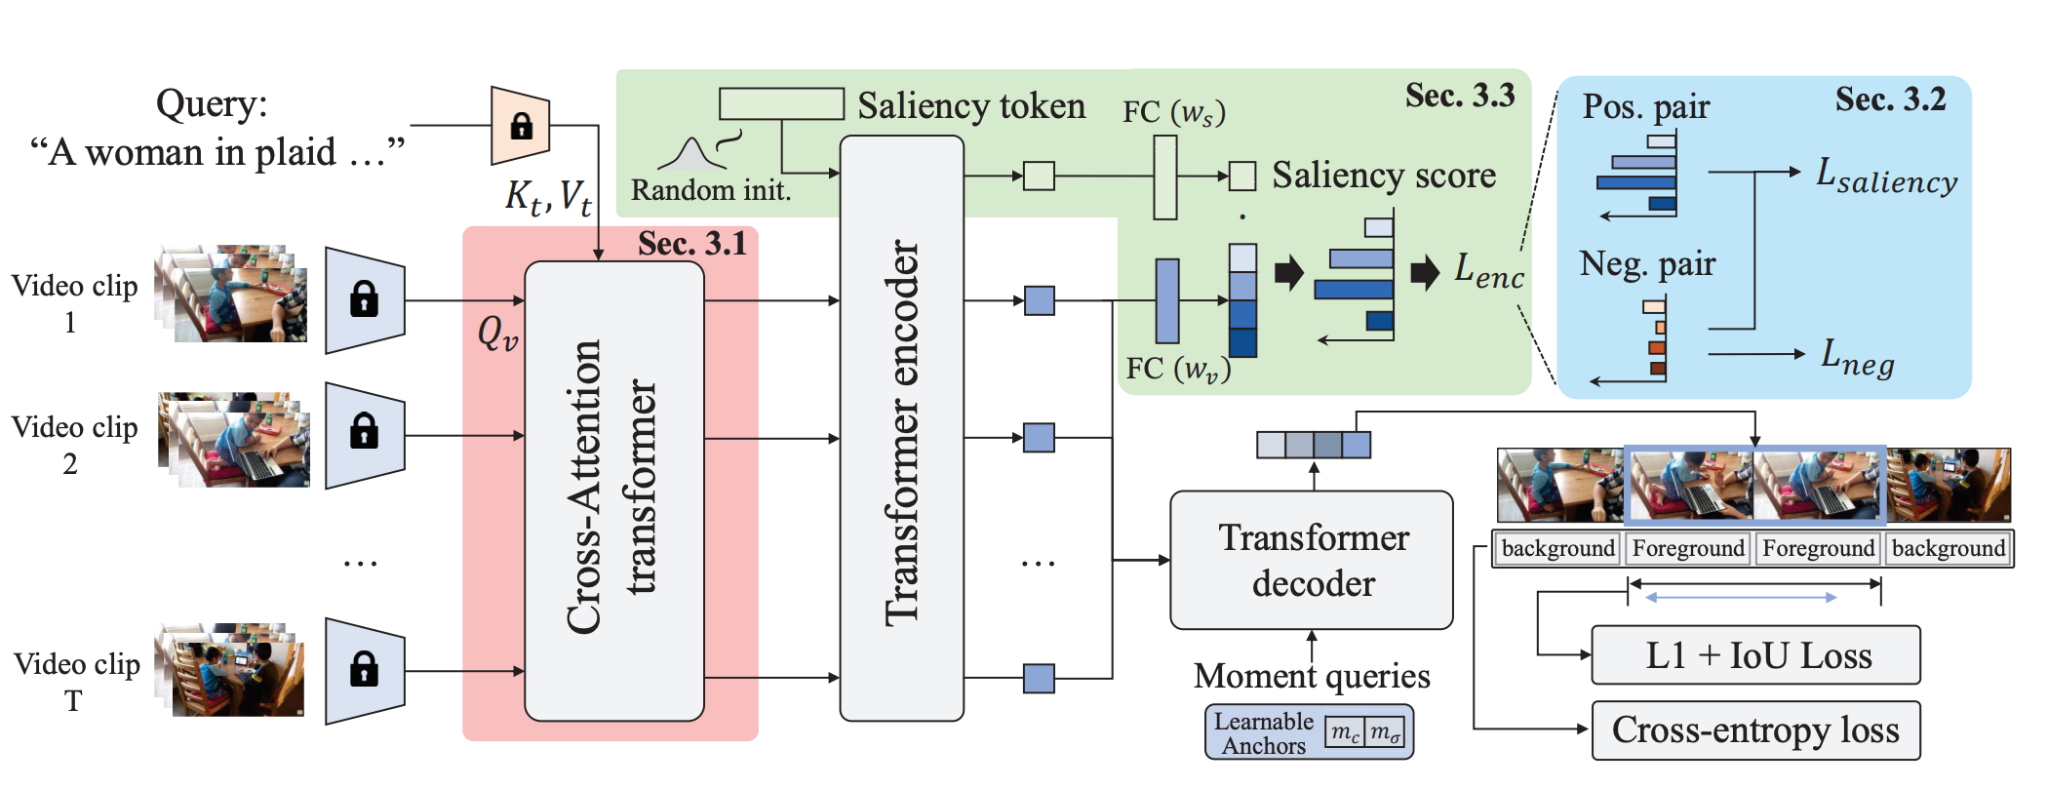 Query:
“A woman in plaid …”
K_t, V_t
Video clip
1
Video clip
2
…
Video clip
T
Q_v
Sec. 3.1
Cross-Attention
transformer
Saliency token
Random init.
Transformer encoder
…
FC (w_s)
Sec. 3.3
Saliency score
.
FC (w_v)
L_enc
Pos. pair
Sec. 3.2
L_saliency
Neg. pair
L_neg
Transformer
decoder
Moment queries
Learnable
Anchors
m_c m_σ
background Foreground Foreground background
L1 + IoU Loss
Cross-entropy loss